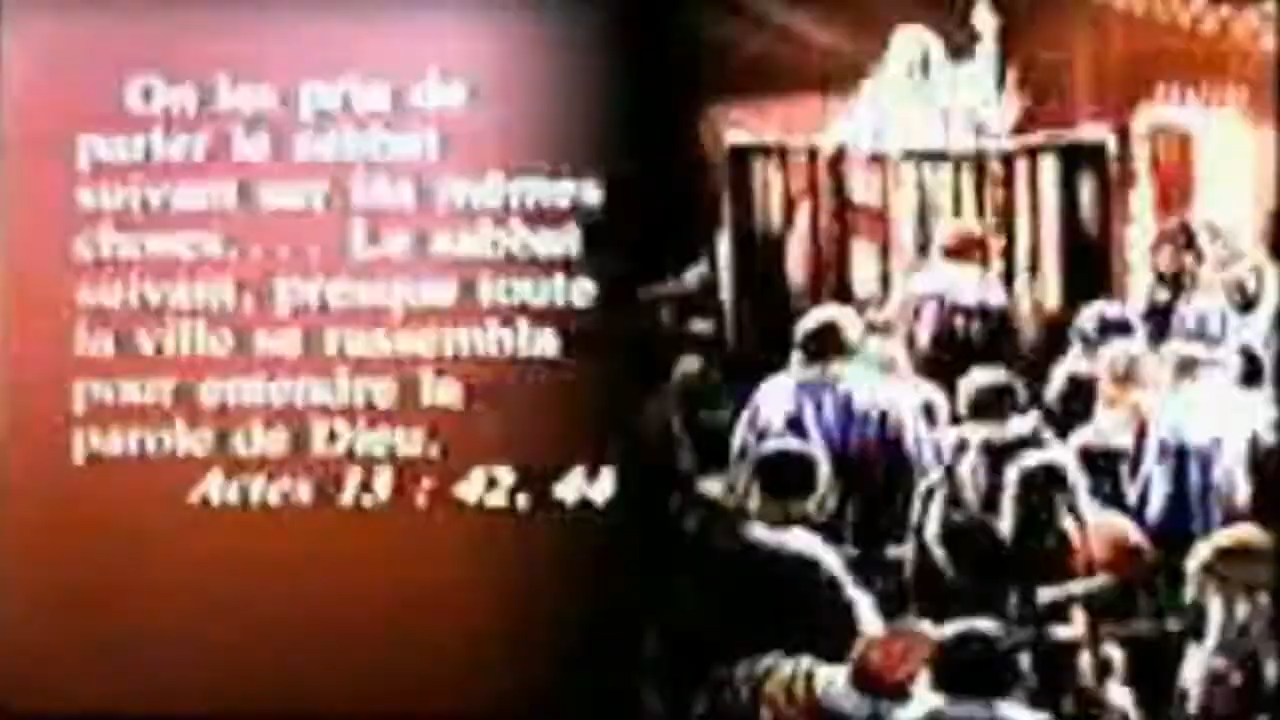 On les pria de
parler le sabbat
suivant sur les mêmes
choses.... Le sabbat
suivant, presque toute
la ville se rassembla
pour entendre la
parole de Dieu.
Actes 13 : 42, 44